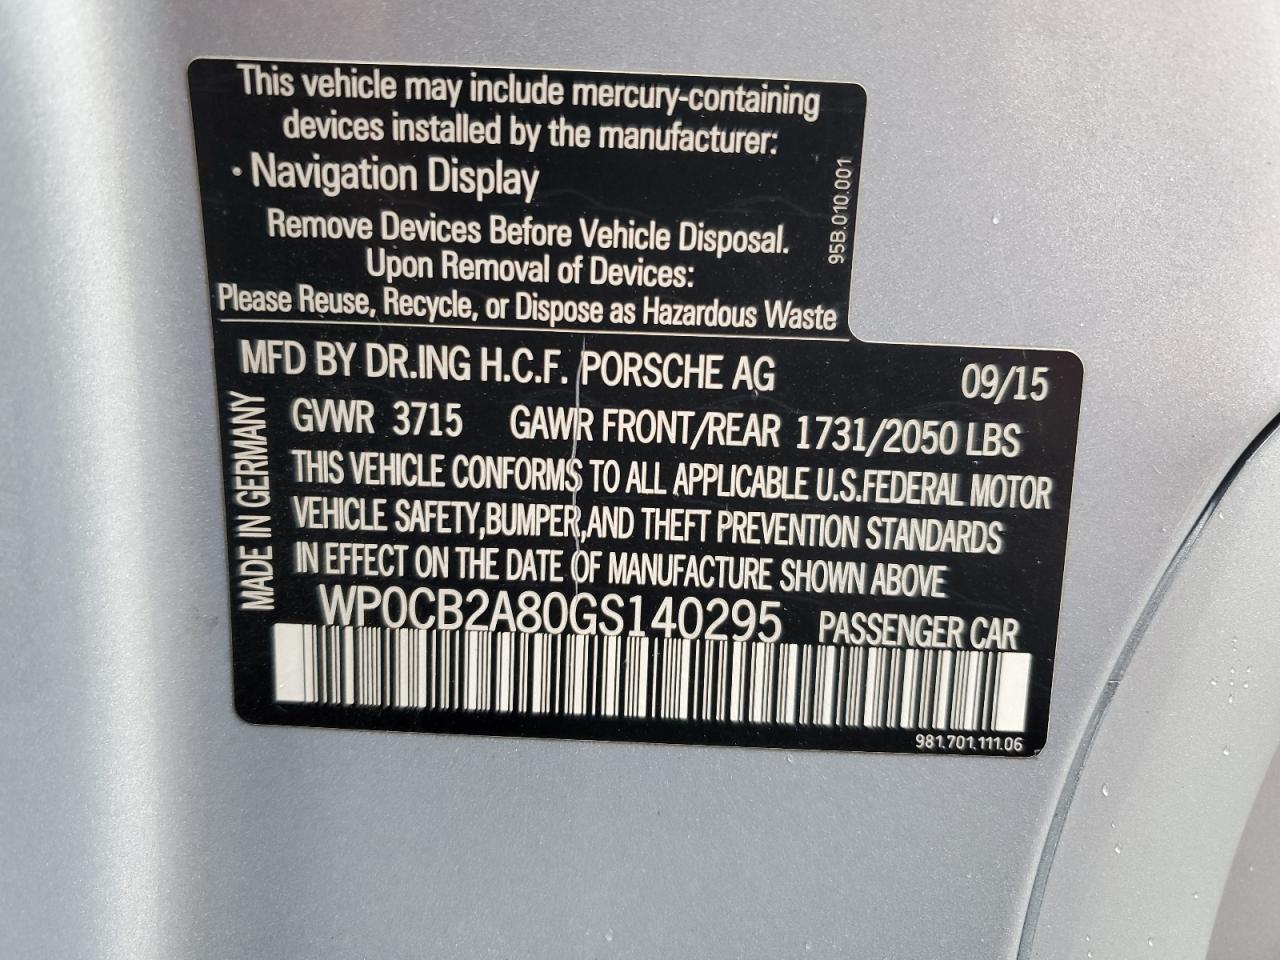 This vehicle may include mercury-containing
devices installed by the manufacturer:
· Navigation Display
Remove Devices Before Vehicle Disposal.
Upon Removal of Devices:
Please Reuse, Recycle, or Dispose as Hazardous Waste
95B.010.001
MFD BY DR.ING H.C.F. PORSCHE AG 09/15
GVWR 3715 GAWR FRONT/REAR 1731/2050 LBS
THIS VEHICLE CONFORMS TO ALL APPLICABLE U.S.FEDERAL MOTOR
VEHICLE SAFETY,BUMPER,AND THEFT PREVENTION STANDARDS
IN EFFECT ON THE DATE OF MANUFACTURE SHOWN ABOVE
MADE IN GERMANY
WP0CB2A80GS140295 PASSENGER CAR
981.701.111.06